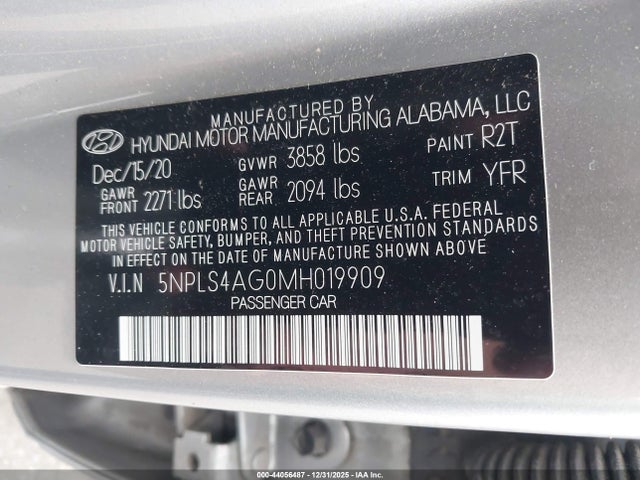 MANUFACTURED BY
HYUNDAI MOTOR MANUFACTURING ALABAMA, LLC
Dec/15/20 GVWR 3858 lbs PAINT R2T
GAWR FRONT 2271 lbs GAWR REAR 2094 lbs TRIM YFR
THIS VEHICLE CONFORMS TO ALL APPLICABLE U.S.A. FEDERAL
MOTOR VEHICLE SAFETY, BUMPER, AND THEFT PREVENTION STANDARDS
IN EFFECT ON THE DATE OF MANUFACTURE SHOWN ABOVE.
V.I.N 5NPLS4AG0MH019909
PASSENGER CAR
000-44056487 - 12/31/2025 - IAAI.COM